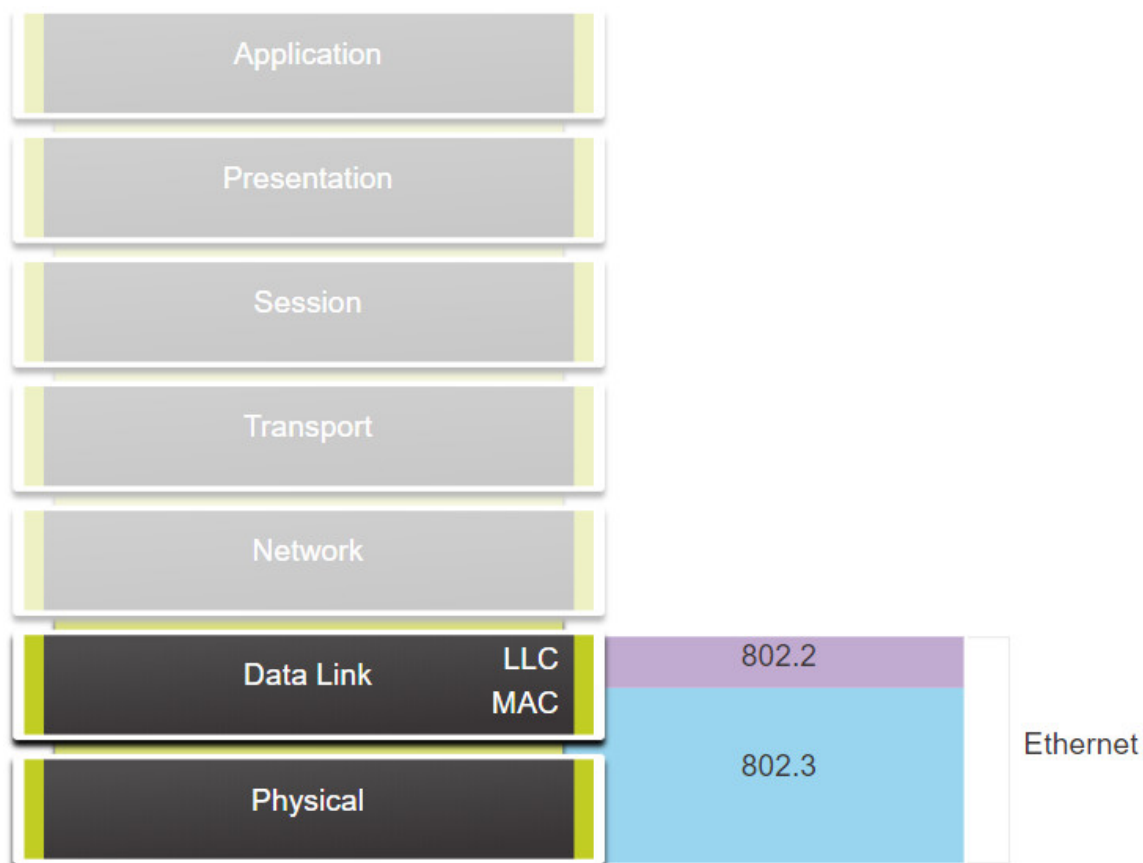 Application
Presentation
Session
Transport
Network
Data Link
LLC
MAC
802.2
802.3
Ethernet
Physical